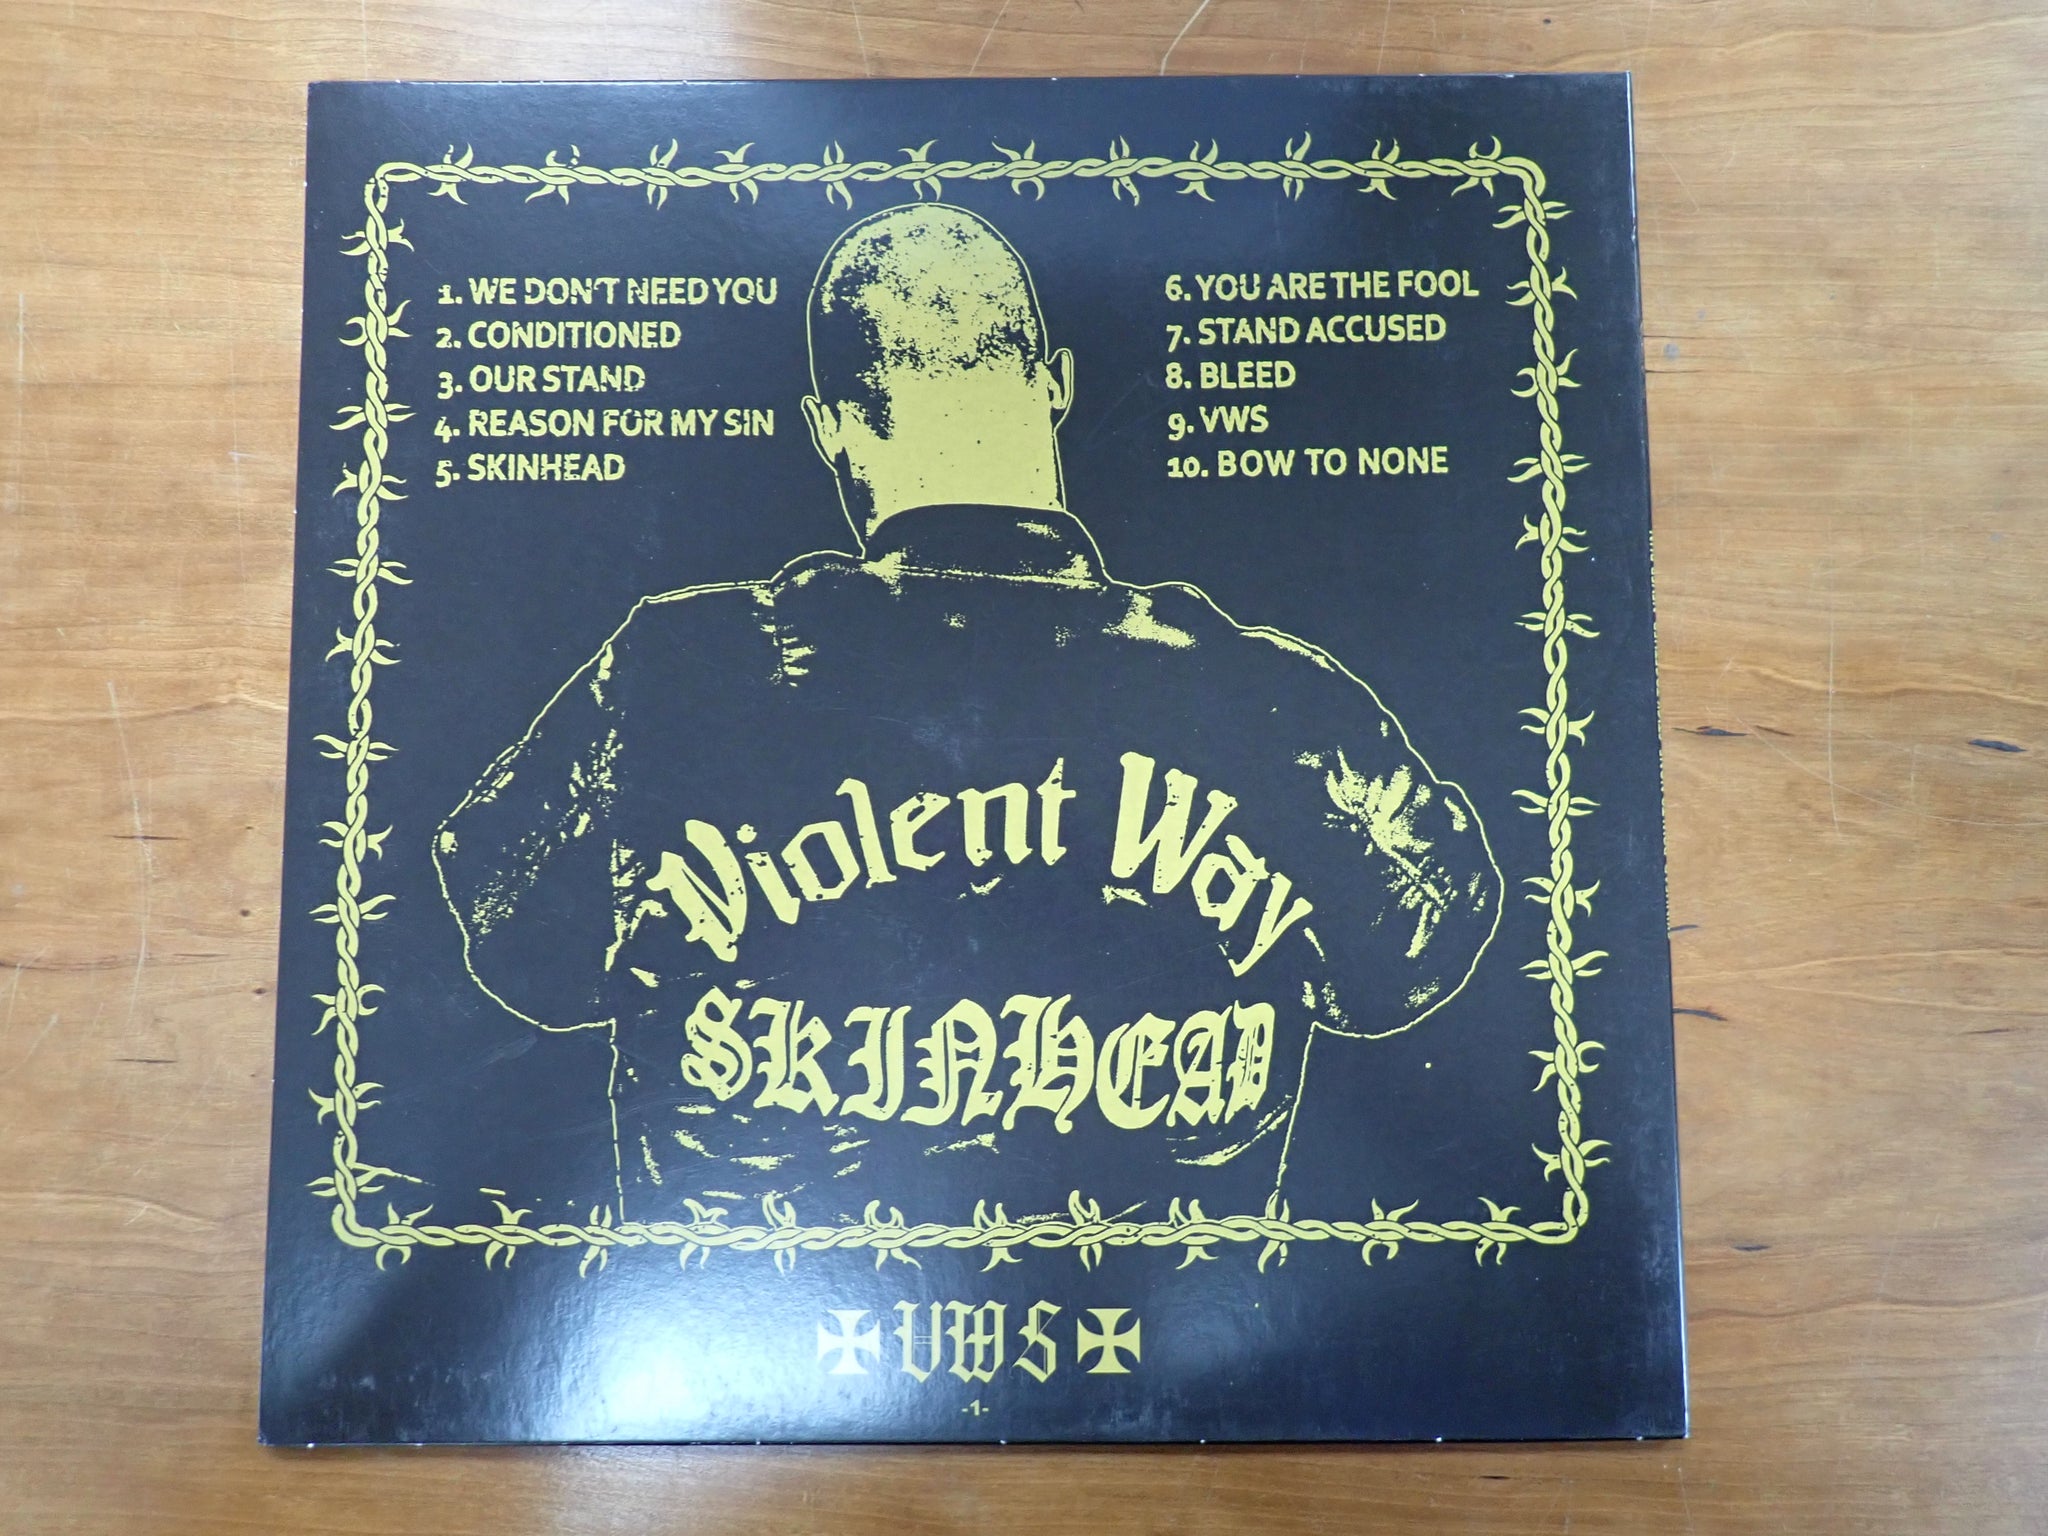 1. WE DON'T NEED YOU
2. CONDITIONED
3. OUR STAND
4. REASON FOR MY SIN
5. SKINHEAD
6. YOU ARE THE FOOL
7. STAND ACCUSED
8. BLEED
9. VWS
10. BOW TO NONE
Violent Way
SKINHEAD
VWS
-1-